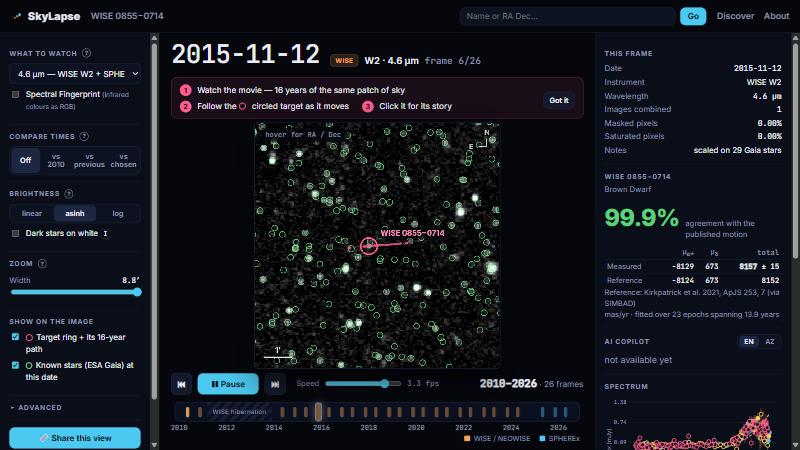 SkyLapse WISE 0855−0714 Name or RA Dec... Go Discover About
WHAT TO WATCH ?
4.6 µm — WISE W2 + SPHE
Spectral Fingerprint (Infrared
colours as RGB)
COMPARE TIMES ?
Off vs 2010 vs previous vs chosen
BRIGHTNESS ?
linear asinh log
Dark stars on white I
ZOOM ?
Width 8.8'
SHOW ON THE IMAGE
Target ring + its 16-year
path
Known stars (ESA Gaia) at
this date
ADVANCED
Share this view
2015-11-12 WISE W2 · 4.6 µm frame 6/26
1 Watch the movie — 16 years of the same patch of sky
2 Follow the circled target as it moves 3 Click it for its story
Got it
hover for RA / Dec
N
E
WISE 0855−0714
1'
Pause Speed 3.3 fps 2010–2026 · 26 frames
WISE hibernation
2010 2012 2014 2016 2018 2020 2022 2024 2026
WISE / NEOWISE SPHEREx
THIS FRAME
Date 2015-11-12
Instrument WISE W2
Wavelength 4.6 µm
Images combined 1
Masked pixels 0.00%
Saturated pixels 0.00%
Notes scaled on 29 Gaia stars
WISE 0855−0714
Brown Dwarf
99.9% agreement with the
published motion
µα* µδ total
Measured -8129 673 8157 ± 15
Reference -8124 673 8152
Reference: Kirkpatrick et al. 2021, ApJS 253, 7 (via
SIMBAD)
mas/yr · fitted over 23 epochs spanning 13.9 years
AI COPILOT EN AZ
not available yet
SPECTRUM
1.38
0.74
0.09